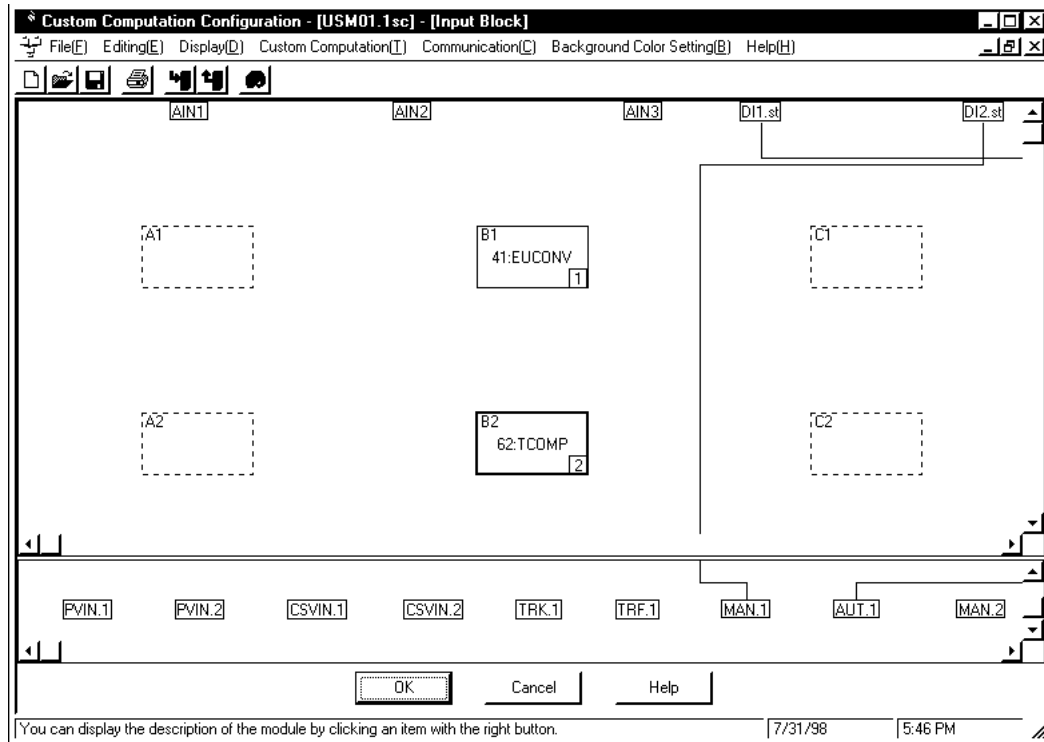 Custom Computation Configuration - [USM01.1sc] - [Input Block]
File(F) Editing(E) Display(D) Custom Computation(T) Communication(C) Background Color Setting(B) Help(H)
AIN1 AIN2 AIN3 DI1.st DI2.st
A1 B1 C1
41:EUCONV
1
A2 B2 C2
62:TCOMP
2
PVIN.1 PVIN.2 CSVIN.1 CSVIN.2 TRK.1 TRF.1 MAN.1 AUT.1 MAN.2
OK Cancel Help
You can display the description of the module by clicking an item with the right button. 7/31/98 5:46 PM